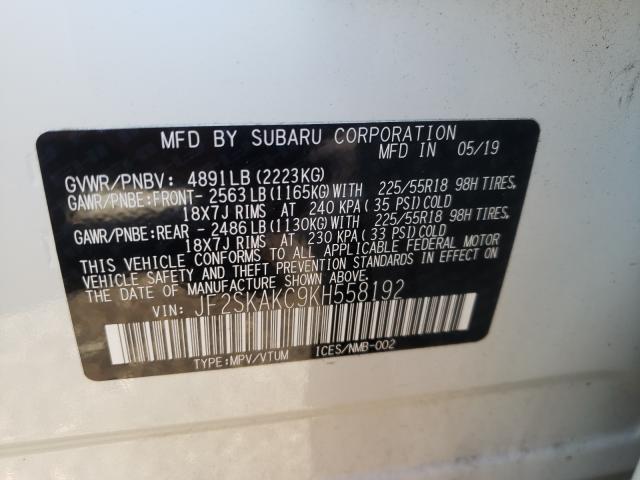 MFD BY SUBARU CORPORATION
MFD IN 05/19
GVWR/PNBV: 4891LB (2223KG)
GAWR/PNBE:FRONT- 2563LB (1165KG) WITH 225/55R18 98H TIRES,
18X7J RIMS AT 240 KPA (35 PSI) COLD
GAWR/PNBE:REAR - 2486LB (1130KG) WITH 225/55R18 98H TIRES,
18X7J RIMS AT 230 KPA (33 PSI) COLD
THIS VEHICLE CONFORMS TO ALL APPLICABLE FEDERAL MOTOR
VEHICLE SAFETY AND THEFT PREVENTION STANDARDS IN EFFECT ON
THE DATE OF MANUFACTURE SHOWN ABOVE.
VIN: JF2SKAKC9KH558192
TYPE:MPV/VTUM ICES/NMB-002